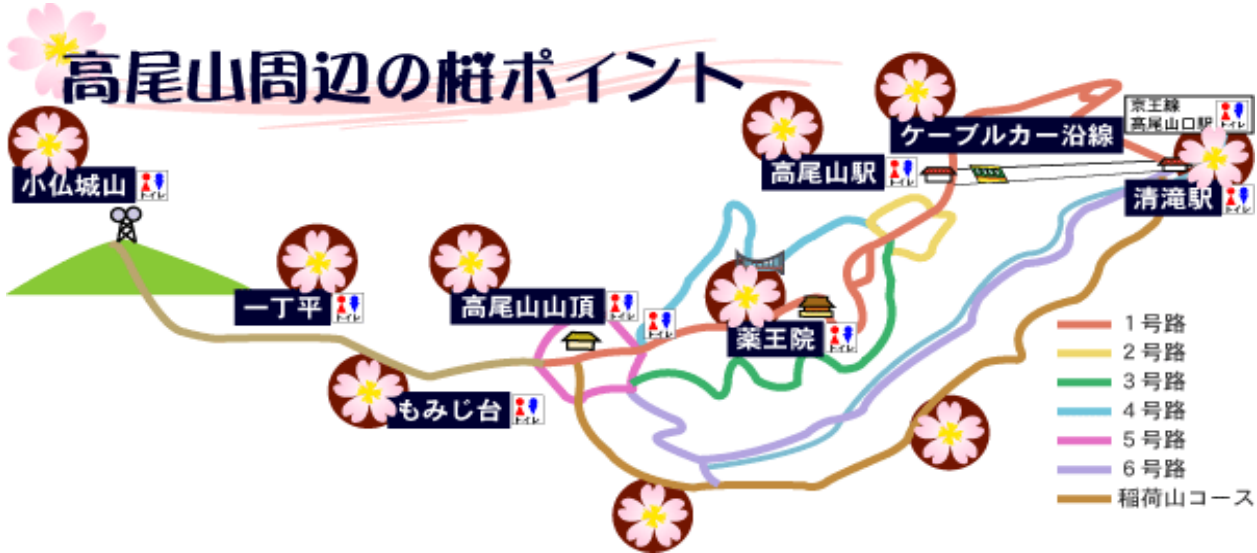 高尾山周辺の桜ポイント
小仏城山
トイレ
一丁平
トイレ
もみじ台
トイレ
高尾山山頂
トイレ
トイレ
薬王院
トイレ
高尾山駅
トイレ
ケーブルカー沿線
京王線
高尾山口駅
トイレ
清滝駅
トイレ
1号路
2号路
3号路
4号路
5号路
6号路
稲荷山コース